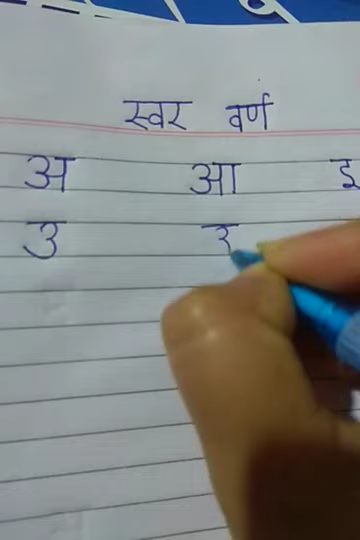 स्वर वर्ण
अ आ इ
उ